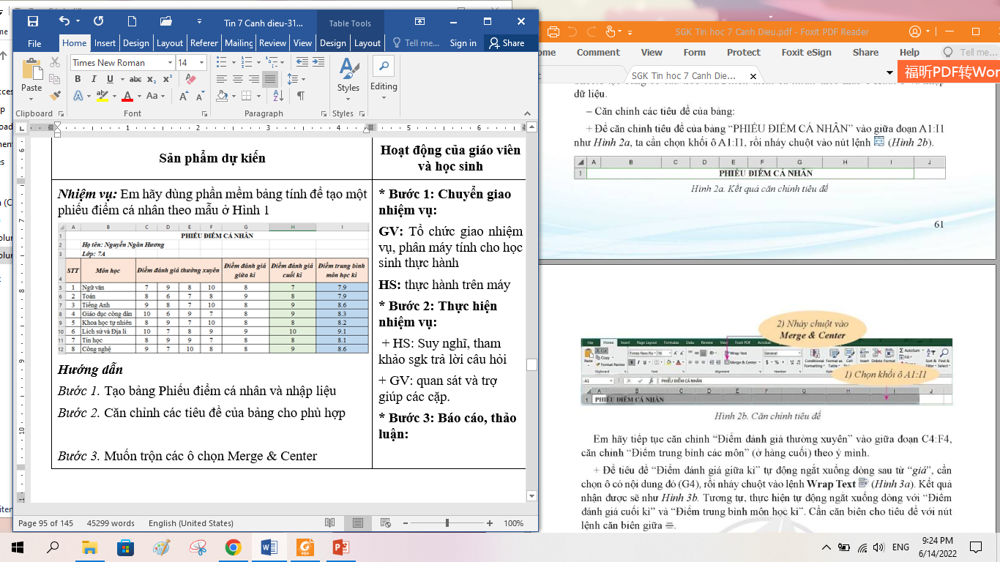 Tin 7 Canh dieu-31...
Table Tools
File
Home
Insert
Design
Layout
Referer
Mailing
Review
View
Design
Layout
Tell me...
Sign in
Share
Paste
Times New Roman
14
B I U abc x₂ x²
Aa
Styles
Editing
Clipboard
Font
Paragraph
Styles
Sản phẩm dự kiến
Hoạt động của giáo viên
và học sinh
Nhiệm vụ: Em hãy dùng phần mềm bảng tính để tạo một
phiếu điểm cá nhân theo mẫu ở Hình 1
A B C D E F G H I
1 PHIẾU ĐIỂM CÁ NHÂN
2 Họ tên: Nguyễn Ngân Hương
3 Lớp: 7A
4 STT Môn học Điểm đánh giá thường xuyên Điểm đánh giá giữa kì Điểm đánh giá cuối kì Điểm trung bình môn học kì
5 1 Ngữ văn 7 9 8 10 8 7 7.9
6 2 Toán 8 6 7 8 9 8 7.9
7 3 Tiếng Anh 9 8 7 10 8 9 8.6
8 4 Giáo dục công dân 10 6 9 7 8 9 8.3
9 5 Khoa học tự nhiên 8 9 7 10 8 8 8.2
10 6 Lịch sử và Địa lí 10 7 8 9 9 10 9.1
11 7 Tin học 8 9 9 7 8 8 8.1
12 8 Công nghệ 9 7 10 8 8 9 8.6
Hướng dẫn
Bước 1. Tạo bảng Phiếu điểm cá nhân và nhập liệu
Bước 2. Căn chỉnh các tiêu đề của bảng cho phù hợp
Bước 3. Muốn trộn các ô chọn Merge & Center
* Bước 1: Chuyển giao
nhiệm vụ:
GV: Tổ chức giao nhiệm
vụ, phân máy tính cho học
sinh thực hành
HS: thực hành trên máy
* Bước 2: Thực hiện
nhiệm vụ:
+ HS: Suy nghĩ, tham
khảo sgk trả lời câu hỏi
+ GV: quan sát và trợ
giúp các cặp.
* Bước 3: Báo cáo, thảo
luận:
Page 95 of 145
45299 words
English (United States)
100%
SGK Tin hoc 7 Canh Dieu.pdf - Foxit PDF Reader
ome
Comment
View
Form
Protect
Foxit eSign
Share
Help
Tell me...
SGK Tin hoc 7 Canh Die...
福昕PDF转Wor
dữ liệu.
– Căn chỉnh các tiêu đề của bảng:
+ Để căn chỉnh tiêu đề của bảng “PHIẾU ĐIỂM CÁ NHÂN” vào giữa đoạn A1:I1
như Hình 2a, ta cần chọn khối ô A1:I1, rồi nháy chuột vào nút lệnh (Hình 2b).
A B C D E F G H I J
1 PHIẾU ĐIỂM CÁ NHÂN
Hình 2a. Kết quả căn chỉnh tiêu đề
61
2) Nháy chuột vào
Merge & Center
1) Chọn khối ô A1:I1
A B C D E F G H I J
1 PHIẾU ĐIỂM CÁ NHÂN
Hình 2b. Căn chỉnh tiêu đề
Em hãy tiếp tục căn chỉnh “Điểm đánh giá thường xuyên” vào giữa đoạn C4:F4,
căn chỉnh “Điểm trung bình các môn” (ở hàng cuối) theo ý mình.
+ Để tiêu đề “Điểm đánh giá giữa kì” tự động ngắt xuống dòng sau từ “giá”, cần
chọn ô có nội dung đó (G4), rồi nháy chuột vào lệnh Wrap Text (Hình 3a). Kết quả
nhận được sẽ như Hình 3b. Tương tự, thực hiện tự động ngắt xuống dòng với “Điểm
đánh giá cuối kì” và “Điểm trung bình môn học kì”. Cần căn biên cho tiêu đề với nút
lệnh căn biên giữa
ENG
9:24 PM
6/14/2022